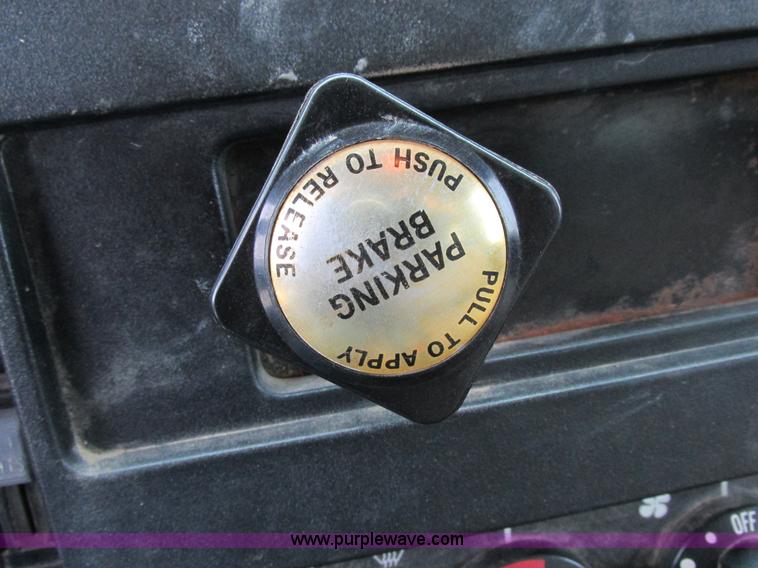 PUSH TO RELEASE
PARKING
BRAKE
PULL TO APPLY
OFF
www.purplewave.com